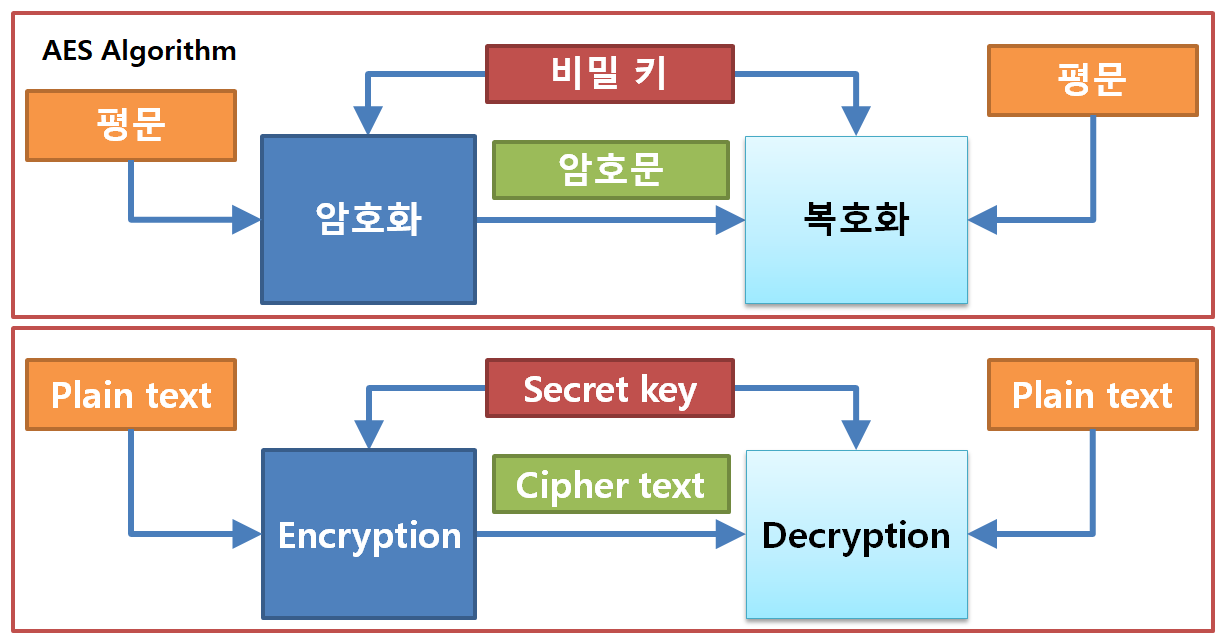 AES Algorithm
비밀 키
평문
평문
암호문
암호화
복호화
Plain text
Secret key
Plain text
Cipher text
Encryption
Decryption